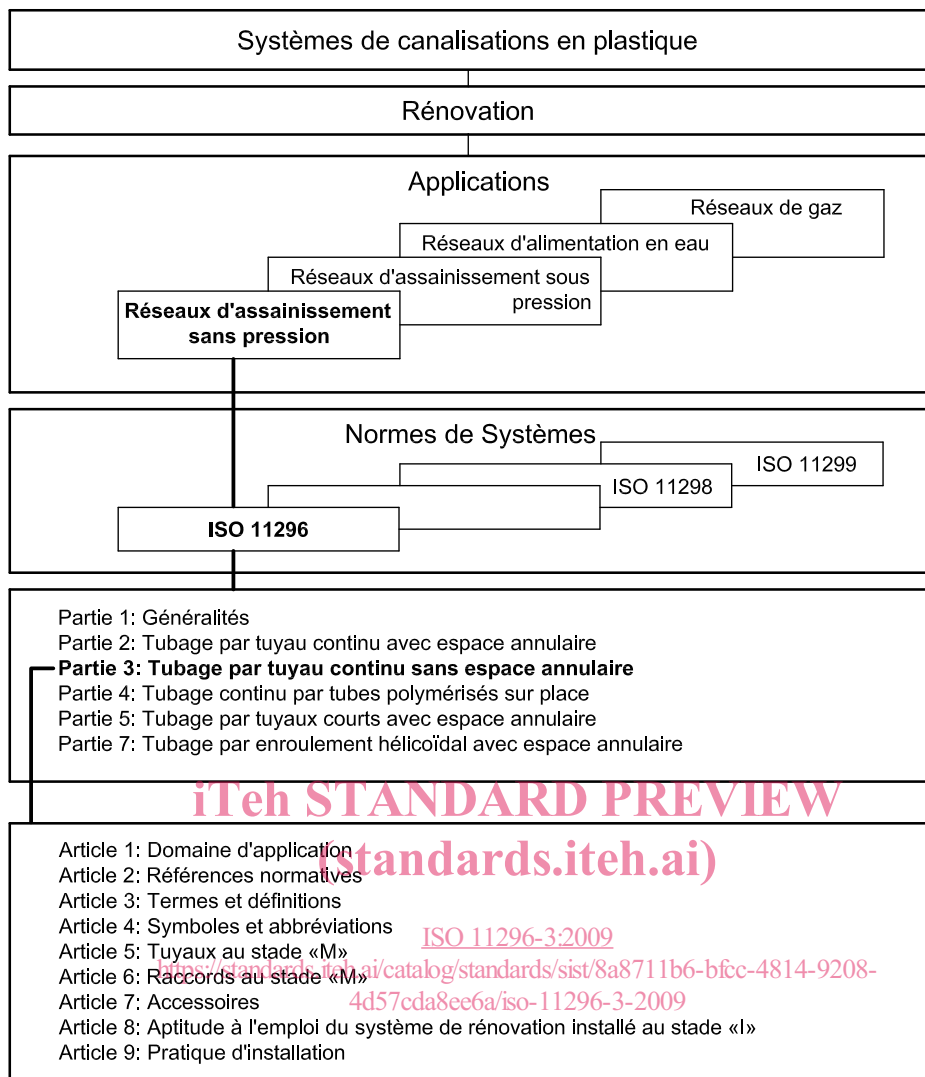 Systèmes de canalisations en plastique
Rénovation
Applications
Réseaux de gaz
Réseaux d'alimentation en eau
Réseaux d'assainissement sous
pression
Réseaux d'assainissement
sans pression
Normes de Systèmes
ISO 11299
ISO 11298
ISO 11296
Partie 1: Généralités
Partie 2: Tubage par tuyau continu avec espace annulaire
Partie 3: Tubage par tuyau continu sans espace annulaire
Partie 4: Tubage continu par tubes polymérisés sur place
Partie 5: Tubage par tuyaux courts avec espace annulaire
Partie 7: Tubage par enroulement hélicoïdal avec espace annulaire
iTeh STANDARD PREVIEW
(standards.iteh.ai)
Article 1: Domaine d'application
Article 2: Références normatives
Article 3: Termes et définitions
Article 4: Symboles et abbréviations
Article 5: Tuyaux au stade «M»
ISO 11296-3:2009
Article 6: Raccords au stade «M»
https://standards.iteh.ai/catalog/standards/sist/8a8711b6-bfcc-4814-9208-
4d57cda8ee6a/iso-11296-3-2009
Article 7: Accessoires
Article 8: Aptitude à l'emploi du système de rénovation installé au stade «I»
Article 9: Pratique d'installation